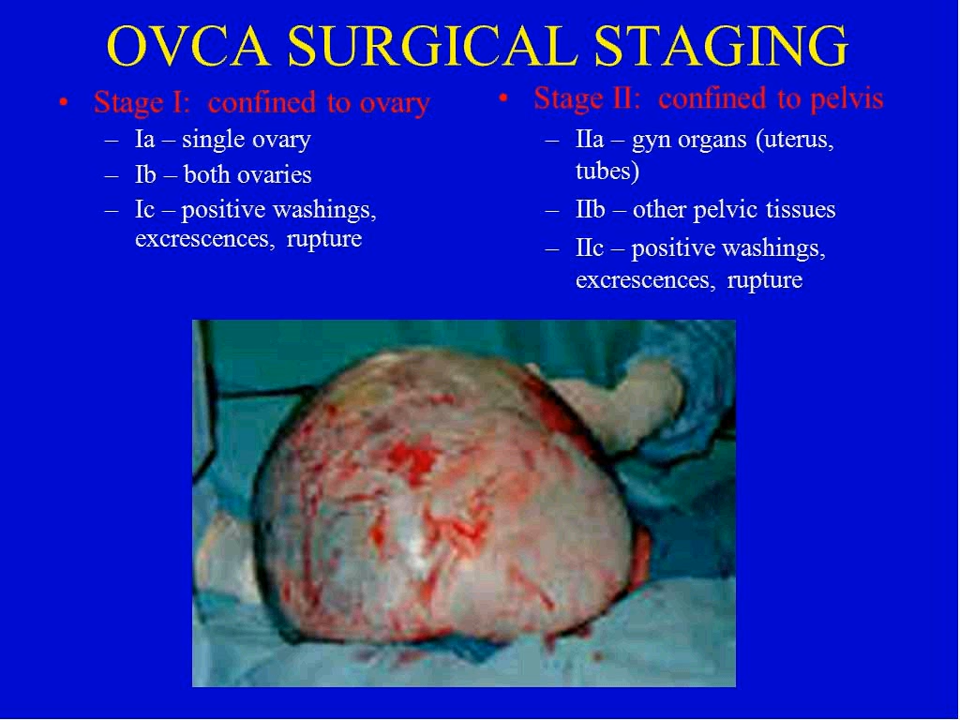 OVCA SURGICAL STAGING
• Stage I: confined to ovary
– Ia – single ovary
– Ib – both ovaries
– Ic – positive washings,
excrescences, rupture
• Stage II: confined to pelvis
– IIa – gyn organs (uterus,
tubes)
– IIb – other pelvic tissues
– IIc – positive washings,
excrescences, rupture